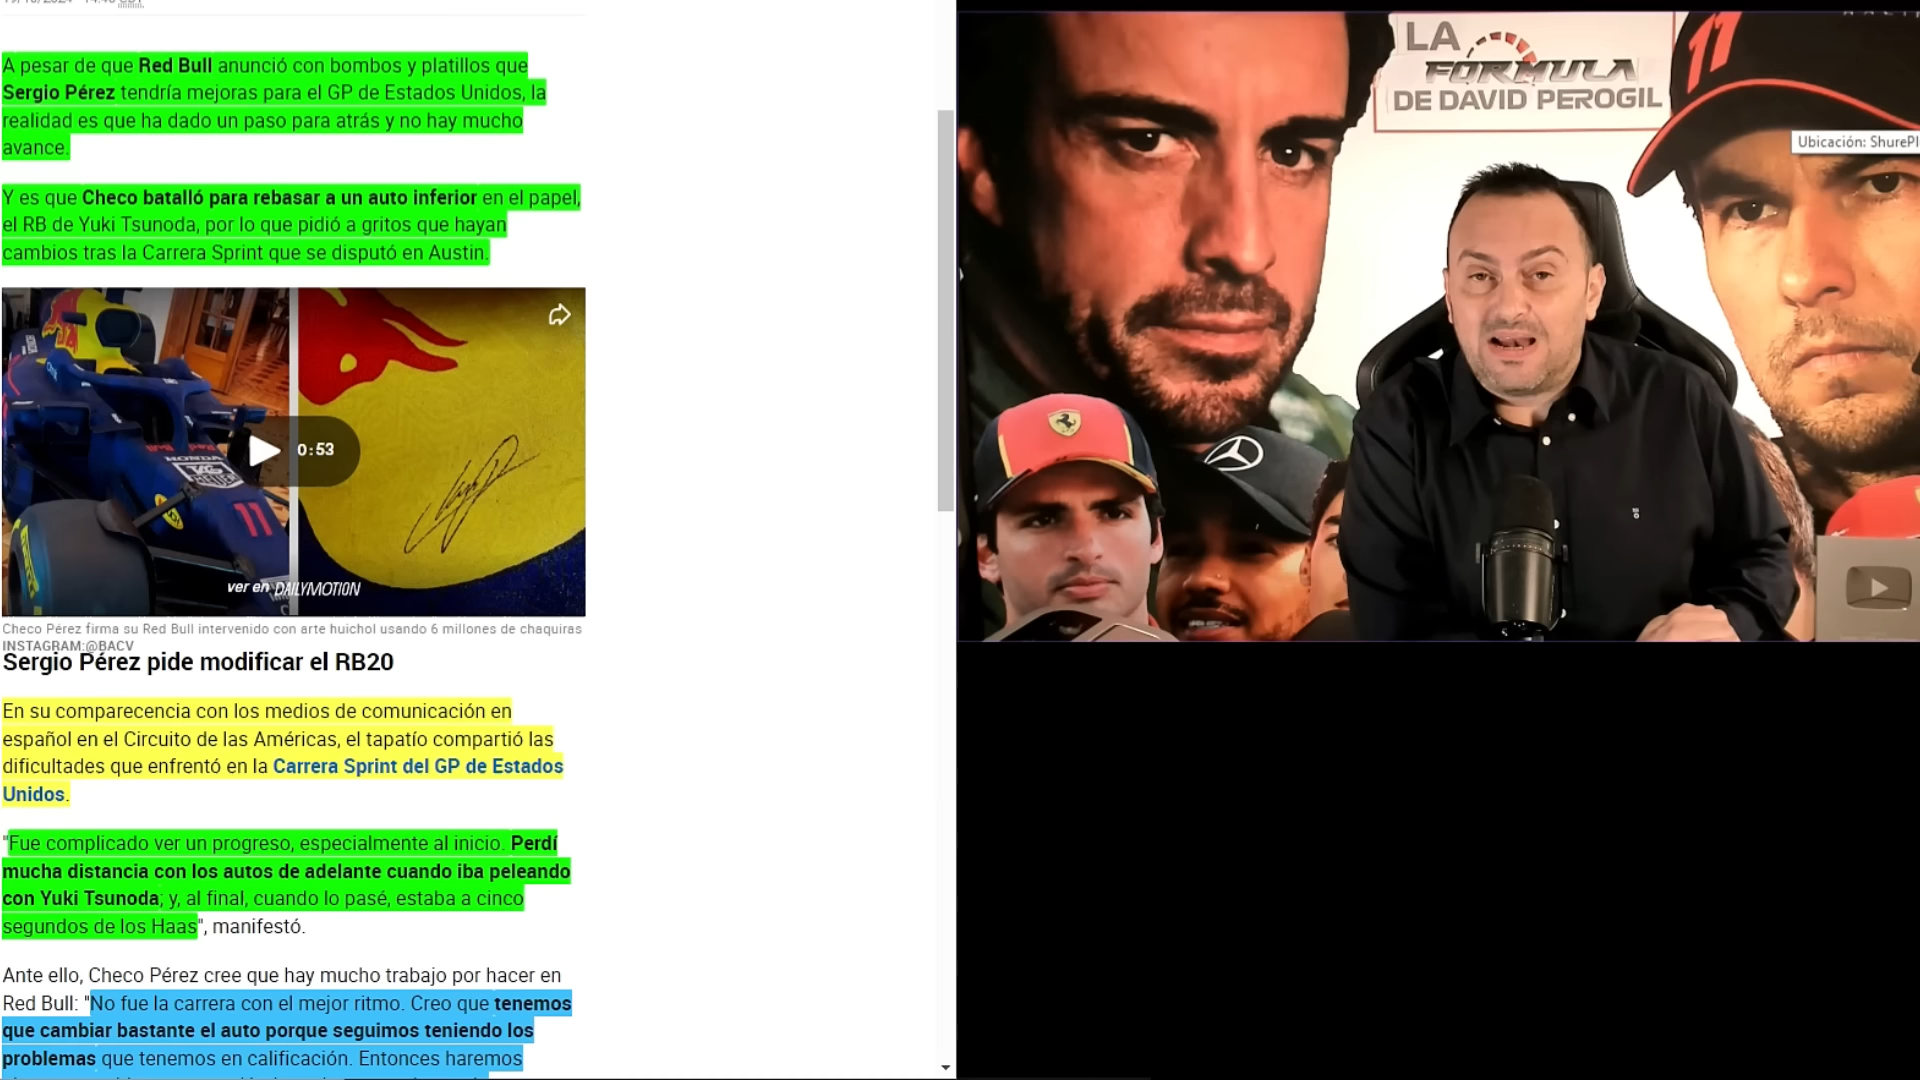 A pesar de que Red Bull anunció con bombos y platillos que
Sergio Pérez tendría mejoras para el GP de Estados Unidos, la
realidad es que ha dado un paso para atrás y no hay mucho
avance.
Y es que Checo batalló para rebasar a un auto inferior en el papel,
el RB de Yuki Tsunoda, por lo que pidió a gritos que hayan
cambios tras la Carrera Sprint que se disputó en Austin.
HONDA
11
0:53
ver en DAILYMOTION
Checo Pérez firma su Red Bull intervenido con arte huichol usando 6 millones de chaquiras
INSTAGRAM:@BACV
Sergio Pérez pide modificar el RB20
En su comparecencia con los medios de comunicación en
español en el Circuito de las Américas, el tapatío compartió las
dificultades que enfrentó en la Carrera Sprint del GP de Estados
Unidos.
"Fue complicado ver un progreso, especialmente al inicio. Perdí
mucha distancia con los autos de adelante cuando iba peleando
con Yuki Tsunoda; y, al final, cuando lo pasé, estaba a cinco
segundos de los Haas", manifestó.
Ante ello, Checo Pérez cree que hay mucho trabajo por hacer en
Red Bull: "No fue la carrera con el mejor ritmo. Creo que tenemos
que cambiar bastante el auto porque seguimos teniendo los
problemas que tenemos en calificación. Entonces haremos
LA
FORMULA
DE DAVID PEROGIL
11
Ubicación: ShurePl